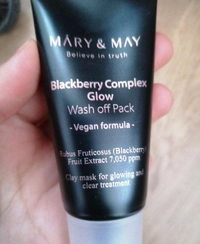 MARY & MAY
Believe in truth
Blackberry Complex
Glow
Wash off Pack
- Vegan formula -
Rubus Fruticosus (Blackberry)
Fruit Extract 7,050 ppm
Clay mask for glowing and
clear treatment